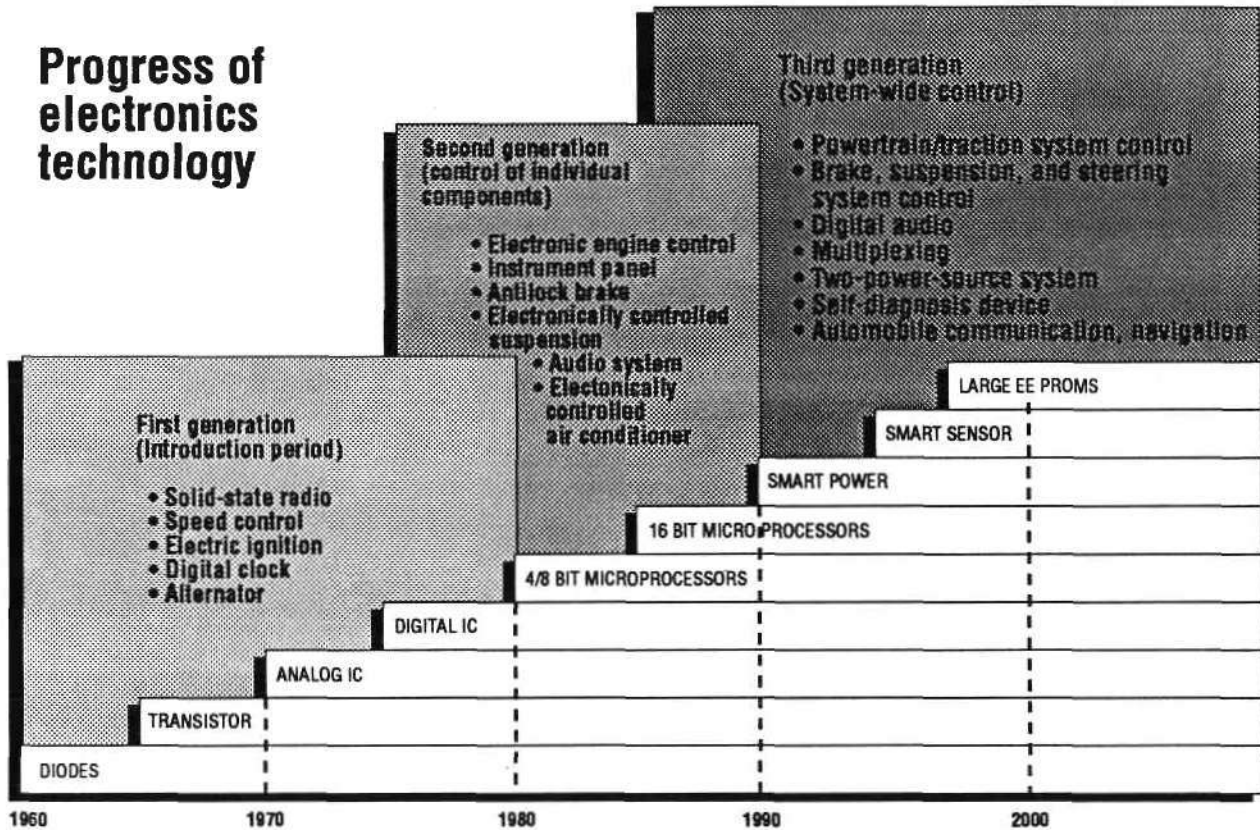 Progress of
electronics
technology
Third generation
(System-wide control)
• Powertrain/traction system control
• Brake, suspension, and steering
system control
• Digital audio
• Multiplexing
• Two-power-source system
• Self-diagnosis device
• Automobile communication, navigation
Second generation
(control of individual
components)
• Electronic engine control
• Instrument panel
• Antilock brake
• Electronically controlled
suspension
• Audio system
• Electonically
controlled
air conditioner
First generation
(Introduction period)
• Solid-state radio
• Speed control
• Electric ignition
• Digital clock
• Alternator
LARGE EE PROMS
SMART SENSOR
SMART POWER
16 BIT MICRO PROCESSORS
4/8 BIT MICROPROCESSORS
DIGITAL IC
ANALOG IC
TRANSISTOR
DIODES
1960 1970 1980 1990 2000